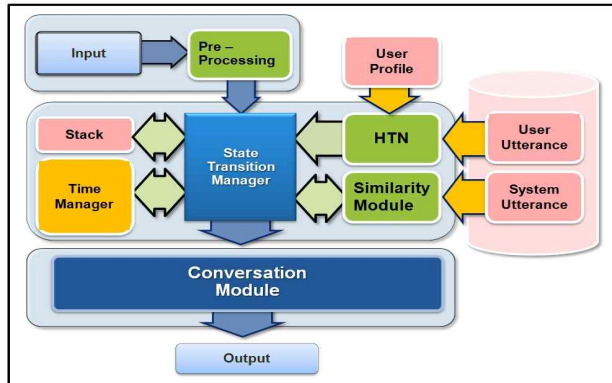 Input
Pre –
Processing
User
Profile
Stack
State
Transition
Manager
HTN
User
Utterance
Time
Manager
Similarity
Module
System
Utterance
Conversation
Module
Output